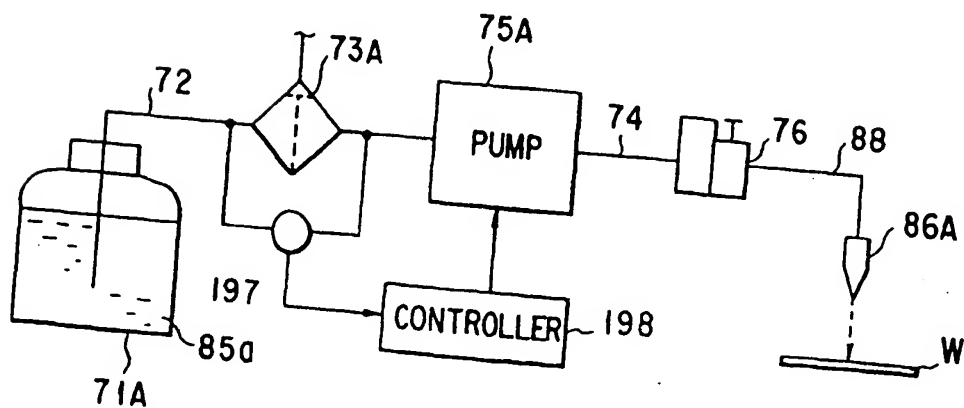 75A
73A
72
PUMP
74
76
88
86A
197
CONTROLLER
198
85a
71A
W